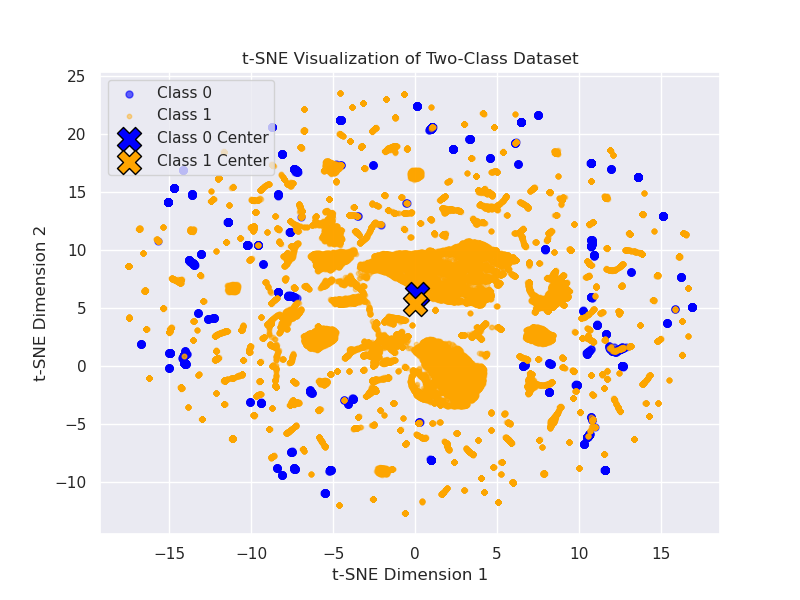 t-SNE Visualization of Two-Class Dataset
Class 0
Class 1
Class 0 Center
Class 1 Center
t-SNE Dimension 2
25
20
15
10
5
0
−5
−10
−15
−10
−5
0
5
10
15
t-SNE Dimension 1